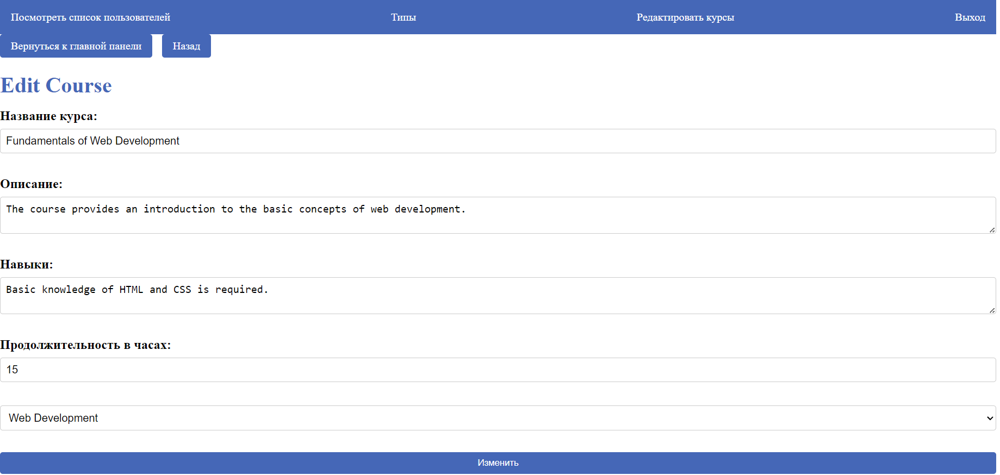 Посмотреть список пользователей Типы Редактировать курсы Выход
Вернуться к главной панели Назад
Edit Course
Название курса:
Fundamentals of Web Development
Описание:
The course provides an introduction to the basic concepts of web development.
Навыки:
Basic knowledge of HTML and CSS is required.
Продолжительность в часах:
15
Web Development
Изменить